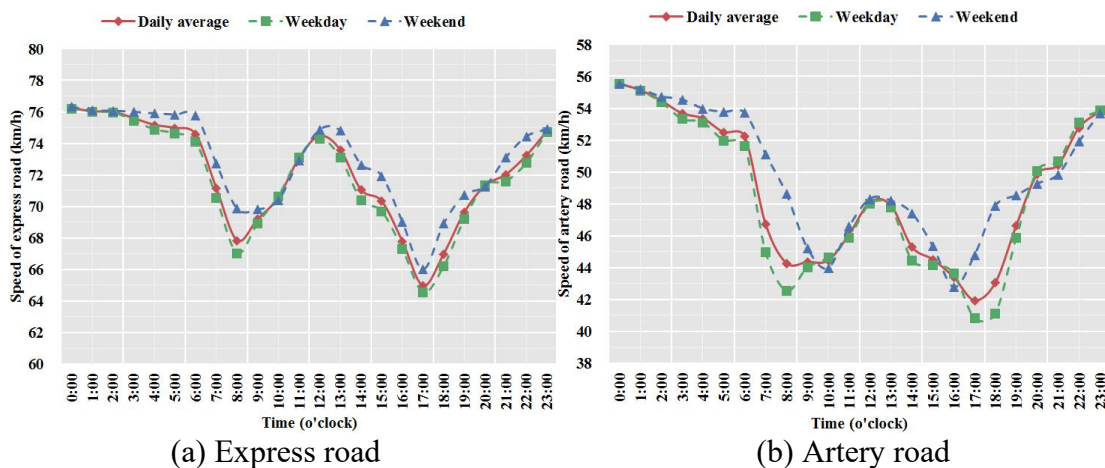 Daily average Weekday Weekend
80
78
76
74
72
70
68
66
64
62
60
Speed of express road (km/h)
0:00 1:00 2:00 3:00 4:00 5:00 6:00 7:00 8:00 9:00 10:00 11:00 12:00 13:00 14:00 15:00 16:00 17:00 18:00 19:00 20:00 21:00 22:00 23:00
Time (o'clock)
(a) Express road
Daily average Weekday Weekend
58
56
54
52
50
48
46
44
42
40
38
Speed of artery road (km/h)
0:00 1:00 2:00 3:00 4:00 5:00 6:00 7:00 8:00 9:00 10:00 11:00 12:00 13:00 14:00 15:00 16:00 17:00 18:00 19:00 20:00 21:00 22:00 23:00
Time (o'clock)
(b) Artery road